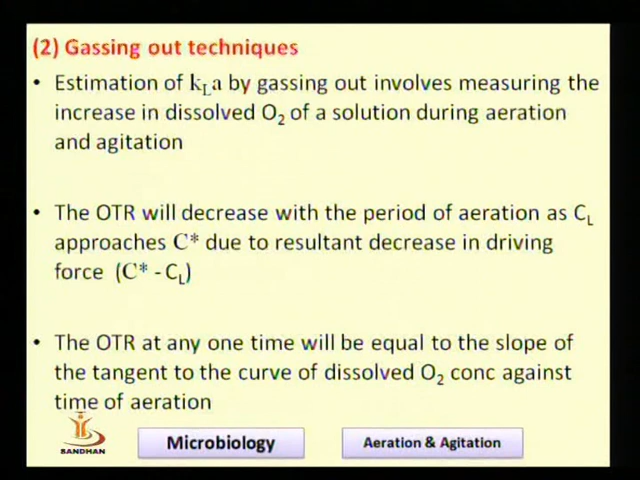 (2) Gassing out techniques
• Estimation of kLa by gassing out involves measuring the
increase in dissolved O2 of a solution during aeration
and agitation
• The OTR will decrease with the period of aeration as CL
approaches C* due to resultant decrease in driving
force (C* - CL)
• The OTR at any one time will be equal to the slope of
the tangent to the curve of dissolved O2 conc against
time of aeration
SANDHAN
Microbiology
Aeration & Agitation